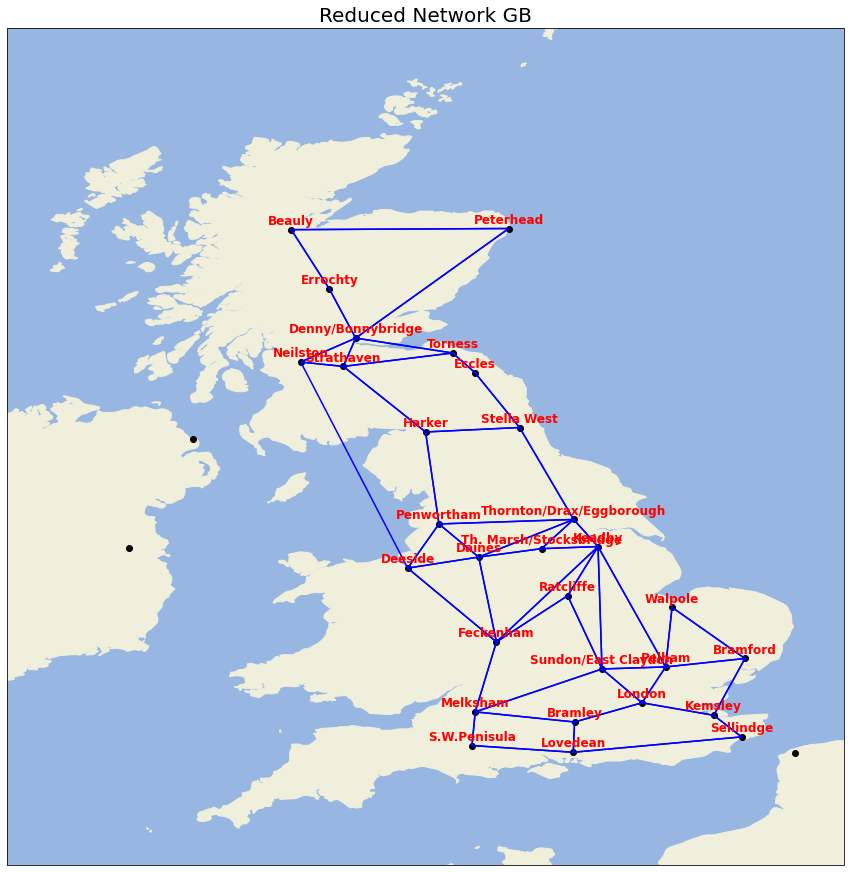 Reduced Network GB
Beauly
Peterhead
Errochty
Denny/Bonnybridge
Neilston
Strathaven
Torness
Eccles
Harker
Stella West
Penwortham
Thornton/Drax/Eggborough
Th. Marsh/Stocksbridge
Keadby
Daines
Deeside
Ratcliffe
Walpole
Feckenham
Sundon/East Claydon
Pelham
Bramford
Melksham
London
Bramley
Kemsley
S.W.Penisula
Lovedean
Sellindge